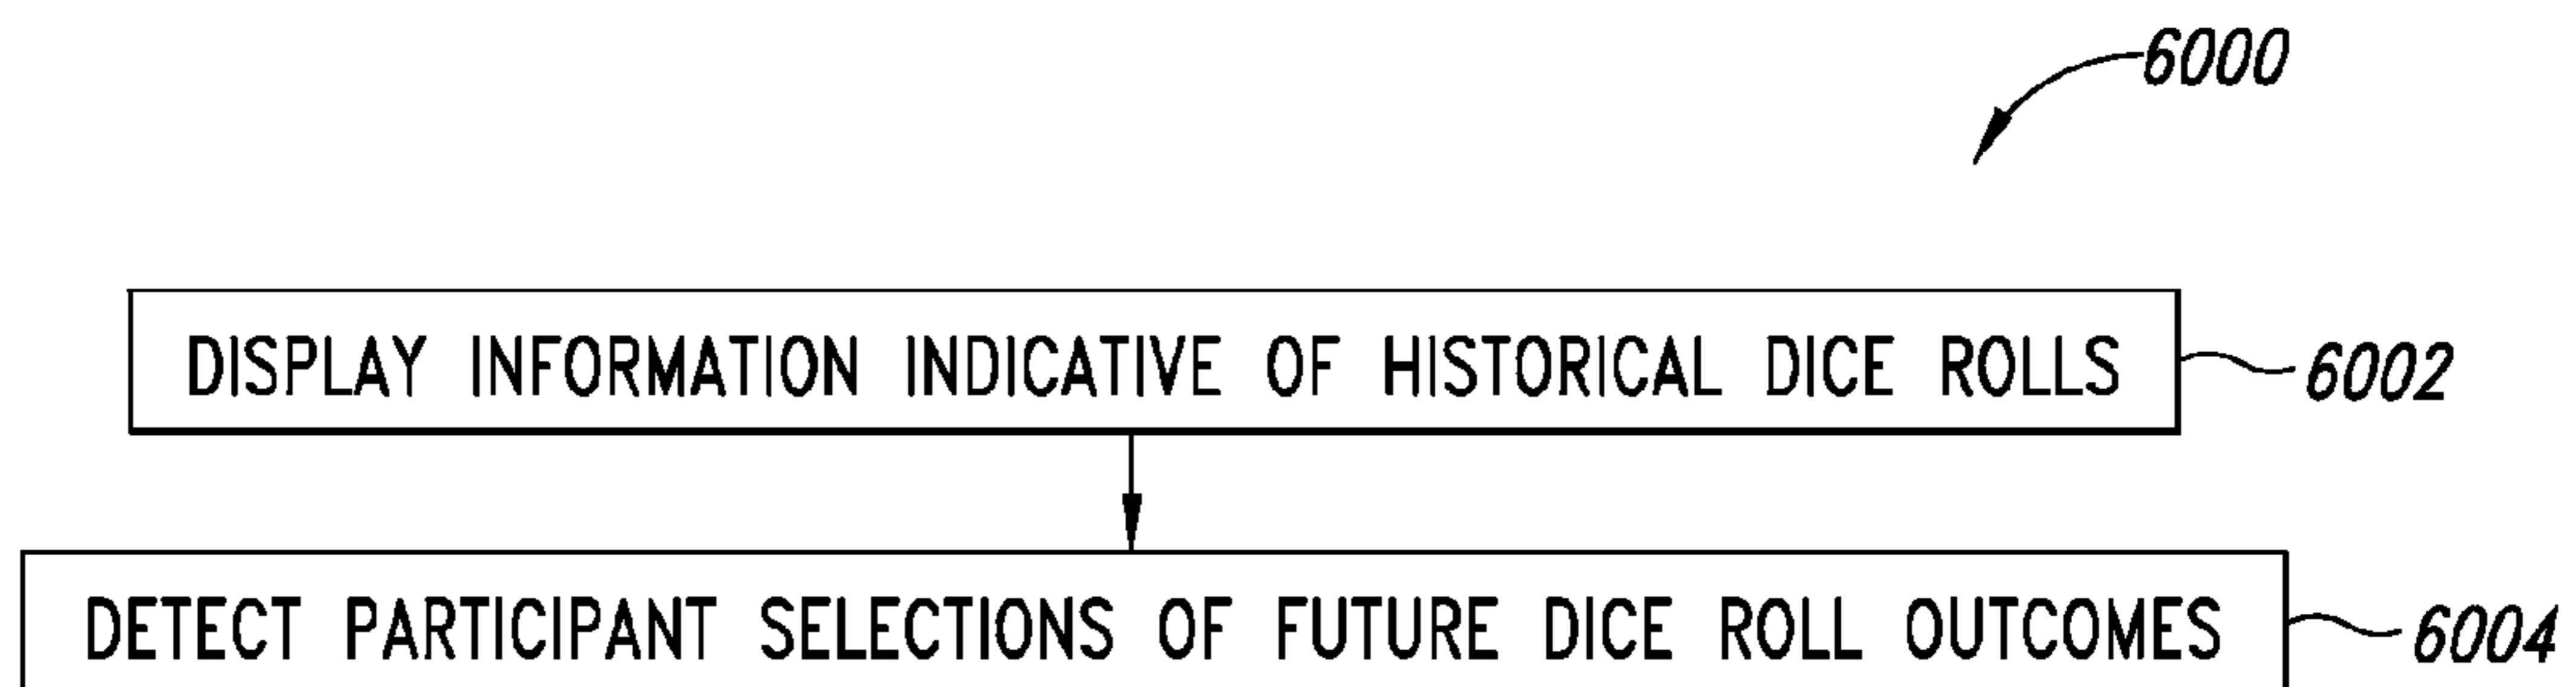 6000
DISPLAY INFORMATION INDICATIVE OF HISTORICAL DICE ROLLS
6002
DETECT PARTICIPANT SELECTIONS OF FUTURE DICE ROLL OUTCOMES
6004